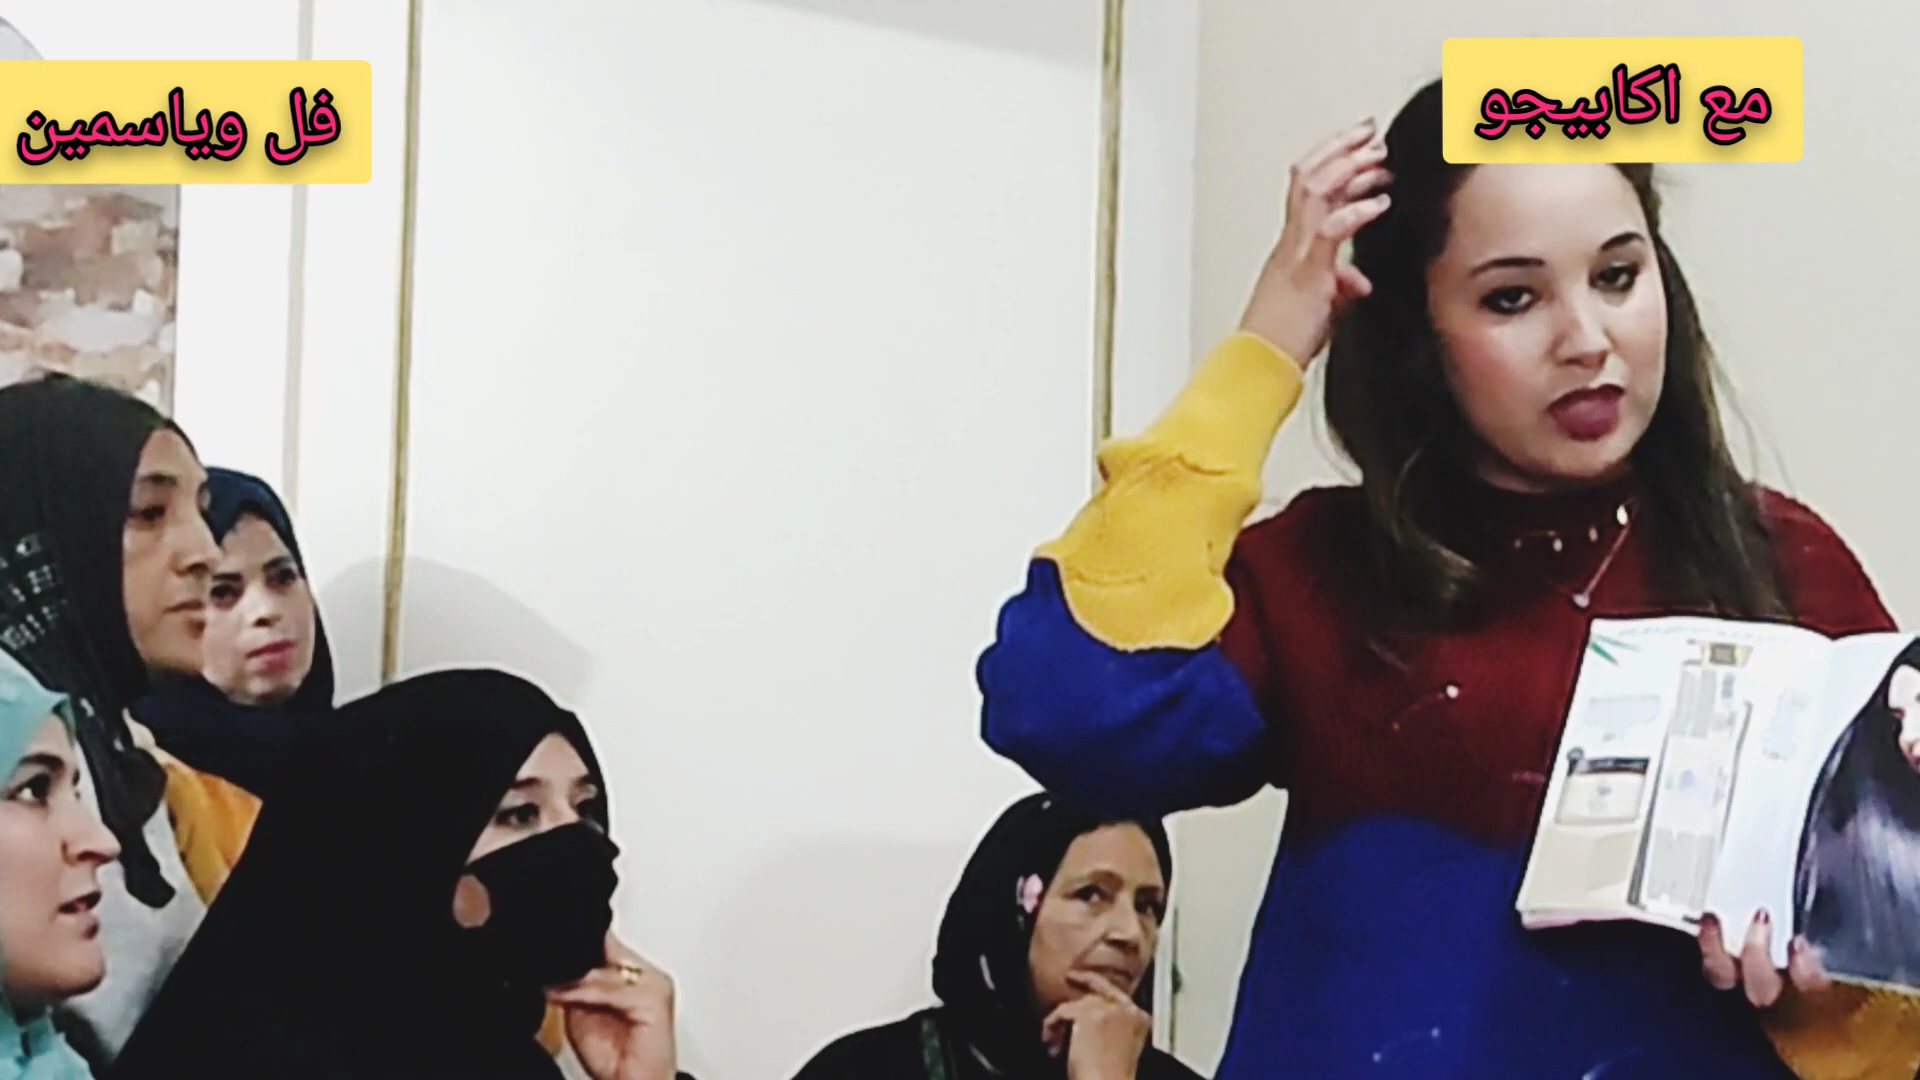 مع اكابيجو
فل وياسمين